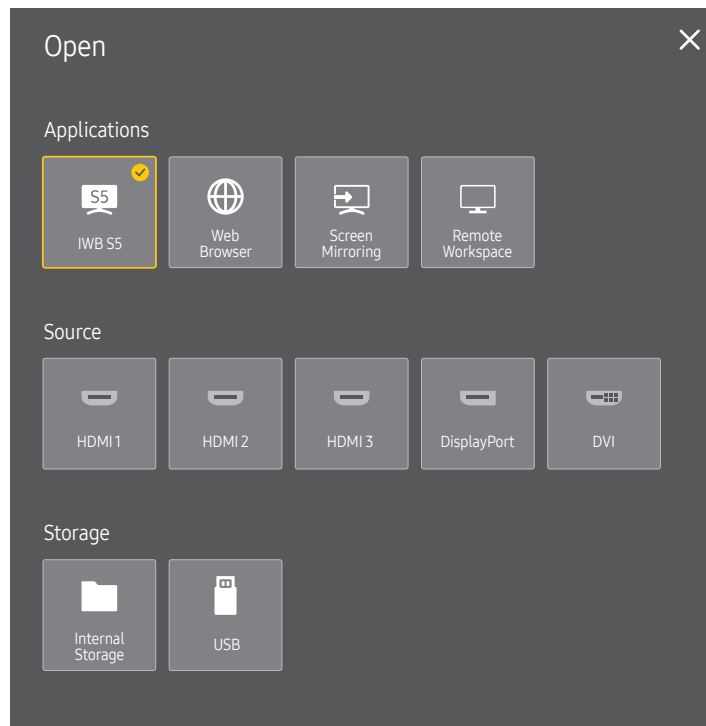 Open
Applications
S5
IWB S5
Web
Browser
Screen
Mirroring
Remote
Workspace
Source
HDMI 1
HDMI 2
HDMI 3
DisplayPort
DVI
Storage
Internal
Storage
USB